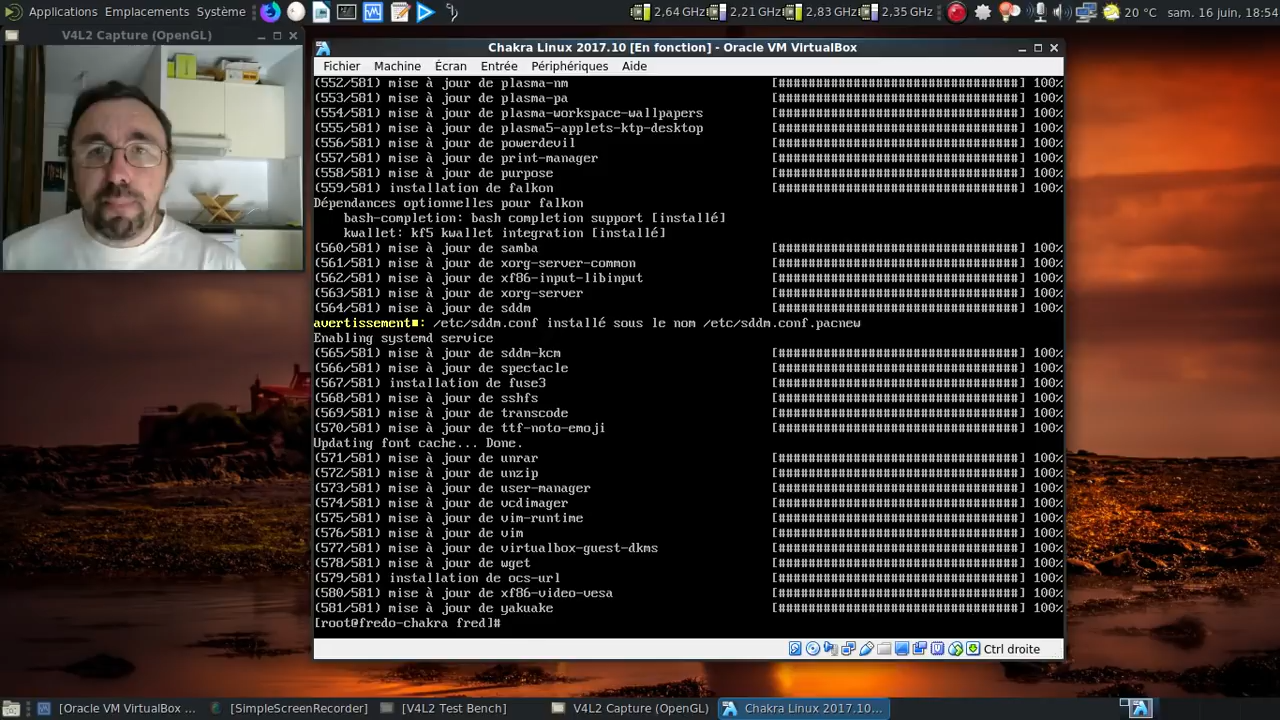 Applications Emplacements Système
2,64 GHz 2,21 GHz 2,83 GHz 2,35 GHz
20 °C sam. 16 juin, 18:54
V4L2 Capture (OpenGL)
Chakra Linux 2017.10 [En fonction] - Oracle VM VirtualBox
Fichier Machine Écran Entrée Périphériques Aide
(552/581) mise à jour de plasma-nm [################################] 100%
(553/581) mise à jour de plasma-pa [################################] 100%
(554/581) mise à jour de plasma-workspace-wallpapers [################################] 100%
(555/581) mise à jour de plasma5-applets-ktp-desktop [################################] 100%
(556/581) mise à jour de powerdevil [################################] 100%
(557/581) mise à jour de print-manager [################################] 100%
(558/581) mise à jour de purpose [################################] 100%
(559/581) installation de falkon [################################] 100%
Dépendances optionnelles pour falkon
bash-completion: bash completion support [installé]
kwallet: kf5 kwallet integration [installé]
(560/581) mise à jour de samba [################################] 100%
(561/581) mise à jour de xorg-server-common [################################] 100%
(562/581) mise à jour de xf86-input-libinput [################################] 100%
(563/581) mise à jour de xorg-server [################################] 100%
(564/581) mise à jour de sddm [################################] 100%
avertissement■: /etc/sddm.conf installé sous le nom /etc/sddm.conf.pacnew
Enabling systemd service
(565/581) mise à jour de sddm-kcm [################################] 100%
(566/581) mise à jour de spectacle [################################] 100%
(567/581) installation de fuse3 [################################] 100%
(568/581) mise à jour de sshfs [################################] 100%
(569/581) mise à jour de transcode [################################] 100%
(570/581) mise à jour de ttf-noto-emoji [################################] 100%
Updating font cache... Done.
(571/581) mise à jour de unrar [################################] 100%
(572/581) mise à jour de unzip [################################] 100%
(573/581) mise à jour de user-manager [################################] 100%
(574/581) mise à jour de vcdimager [################################] 100%
(575/581) mise à jour de vim-runtime [################################] 100%
(576/581) mise à jour de vim [################################] 100%
(577/581) mise à jour de virtualbox-guest-dkms [################################] 100%
(578/581) mise à jour de wget [################################] 100%
(579/581) installation de ocs-url [################################] 100%
(580/581) mise à jour de xf86-video-vesa [################################] 100%
(581/581) mise à jour de yakuake [################################] 100%
[root@fredo-chakra fred]#
Ctrl droite
[Oracle VM VirtualBox ... [SimpleScreenRecorder] [V4L2 Test Bench] V4L2 Capture (OpenGL) Chakra Linux 2017.10...